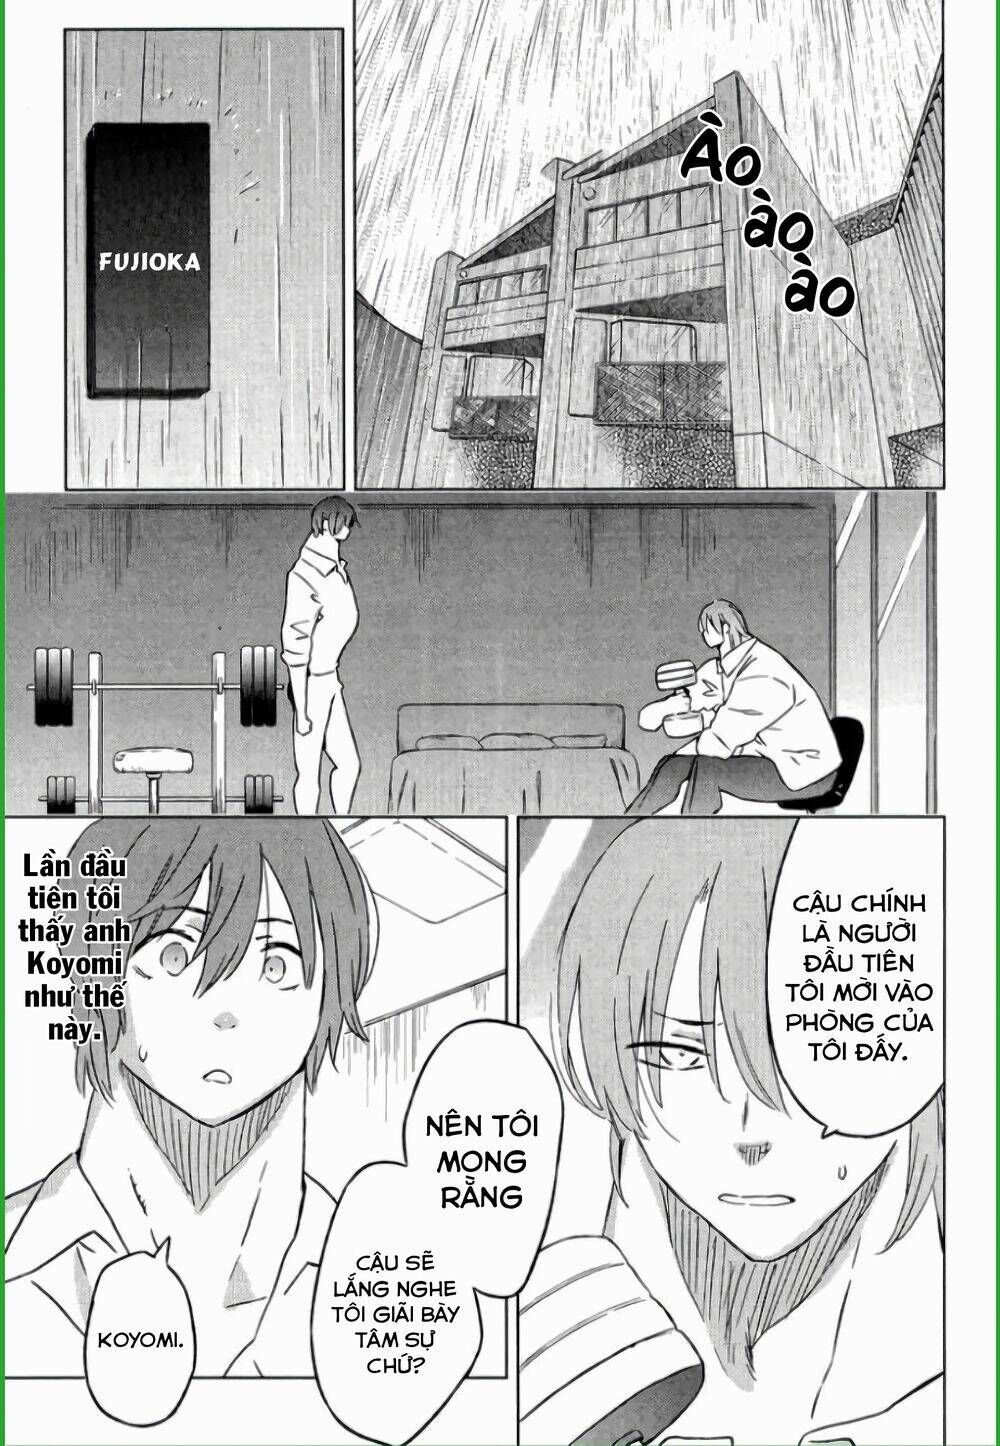 Ào
ào
ào
FUJIOKA
CẬU CHÍNH
LÀ NGƯỜI
ĐẦU TIÊN
TÔI MỜI VÀO
PHÒNG CỦA
TÔI ĐẤY.
NÊN TÔI
MONG
RẰNG
CẬU SẼ
LẮNG NGHE
TÔI GIÃI BÀY
TÂM SỰ
CHỨ?
Lần đầu
tiên tôi
thấy anh
Koyomi
như thế
này.
KOYOMI.